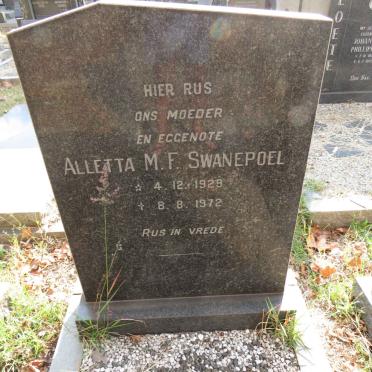 HIER RUS
ONS MOEDER
EN EGGENOTE
ALLETTA M.F. SWANEPOEL
☆ 4.12.1929
✝ 8.8.1972
RUS IN VREDE